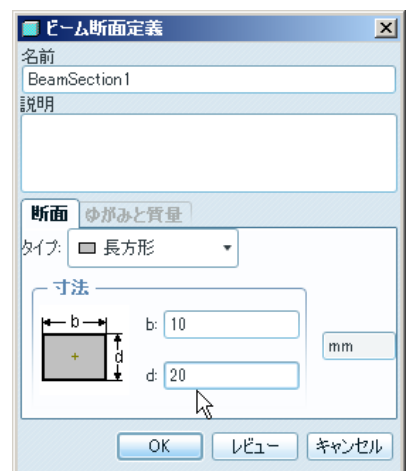 ビーム断面定義
名前
BeamSection1
説明
断面 ゆがみと質量
タイプ: 長方形
寸法
b b: 10
mm
d d: 20
OK レビュー キャンセル